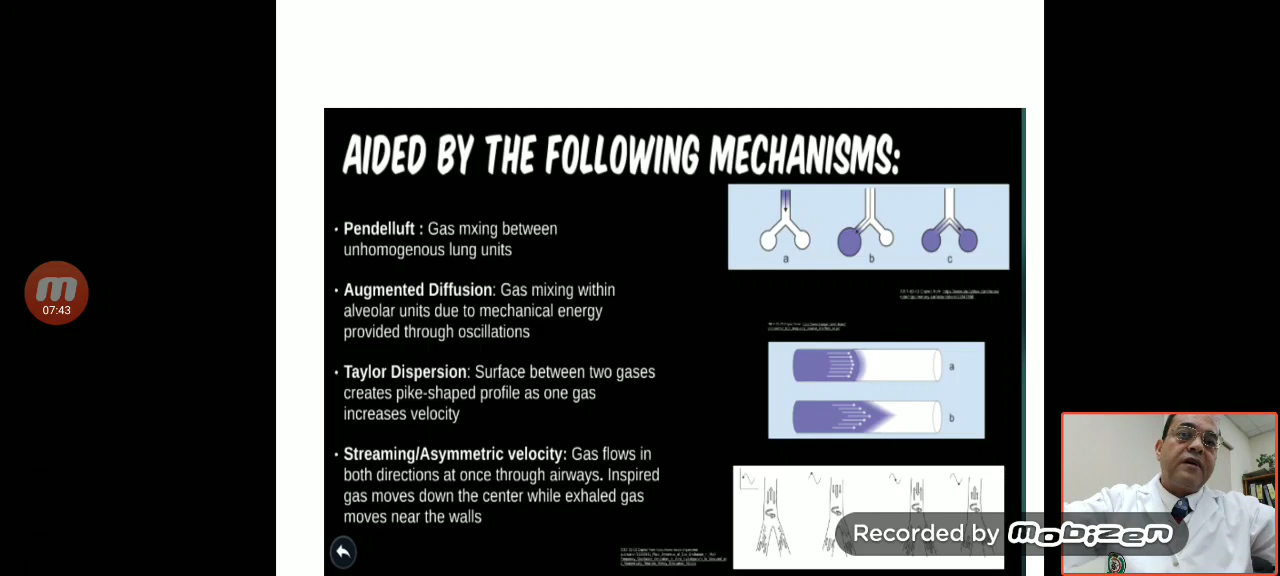 AIDED BY THE FOLLOWING MECHANISMS:
• Pendelluft : Gas mxing between
unhomogenous lung units
• Augmented Diffusion: Gas mixing within
alveolar units due to mechanical energy
provided through oscillations
• Taylor Dispersion: Surface between two gases
creates pike-shaped profile as one gas
increases velocity
• Streaming/Asymmetric velocity: Gas flows in
both directions at once through airways. Inspired
gas moves down the center while exhaled gas
moves near the walls
a b c
a
b
07:43
Recorded by mobizen